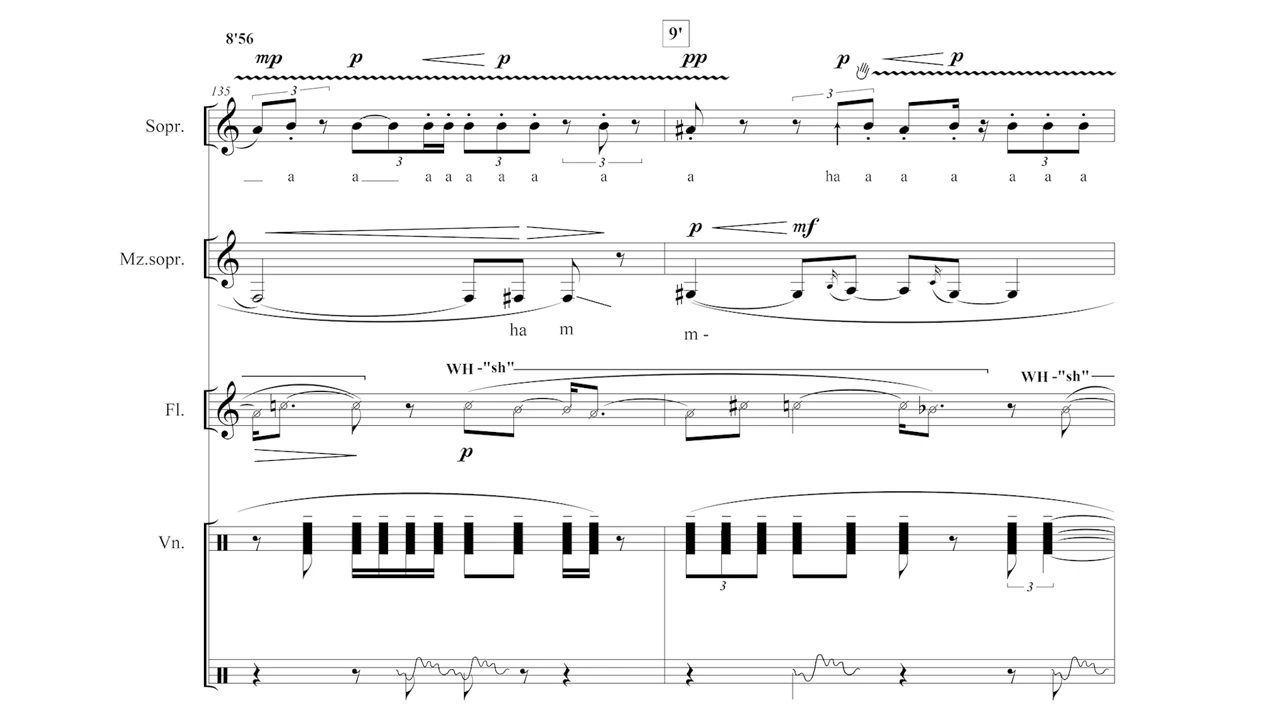 8'56
9'
mp p p pp p p
135
3 3 3 3 3 3
Sopr.
a a a a a a a a a ha a a a a a a
p mf
Mz.sopr.
ha m m -
WH -"sh" WH -"sh"
Fl.
p
Vn.
3 3